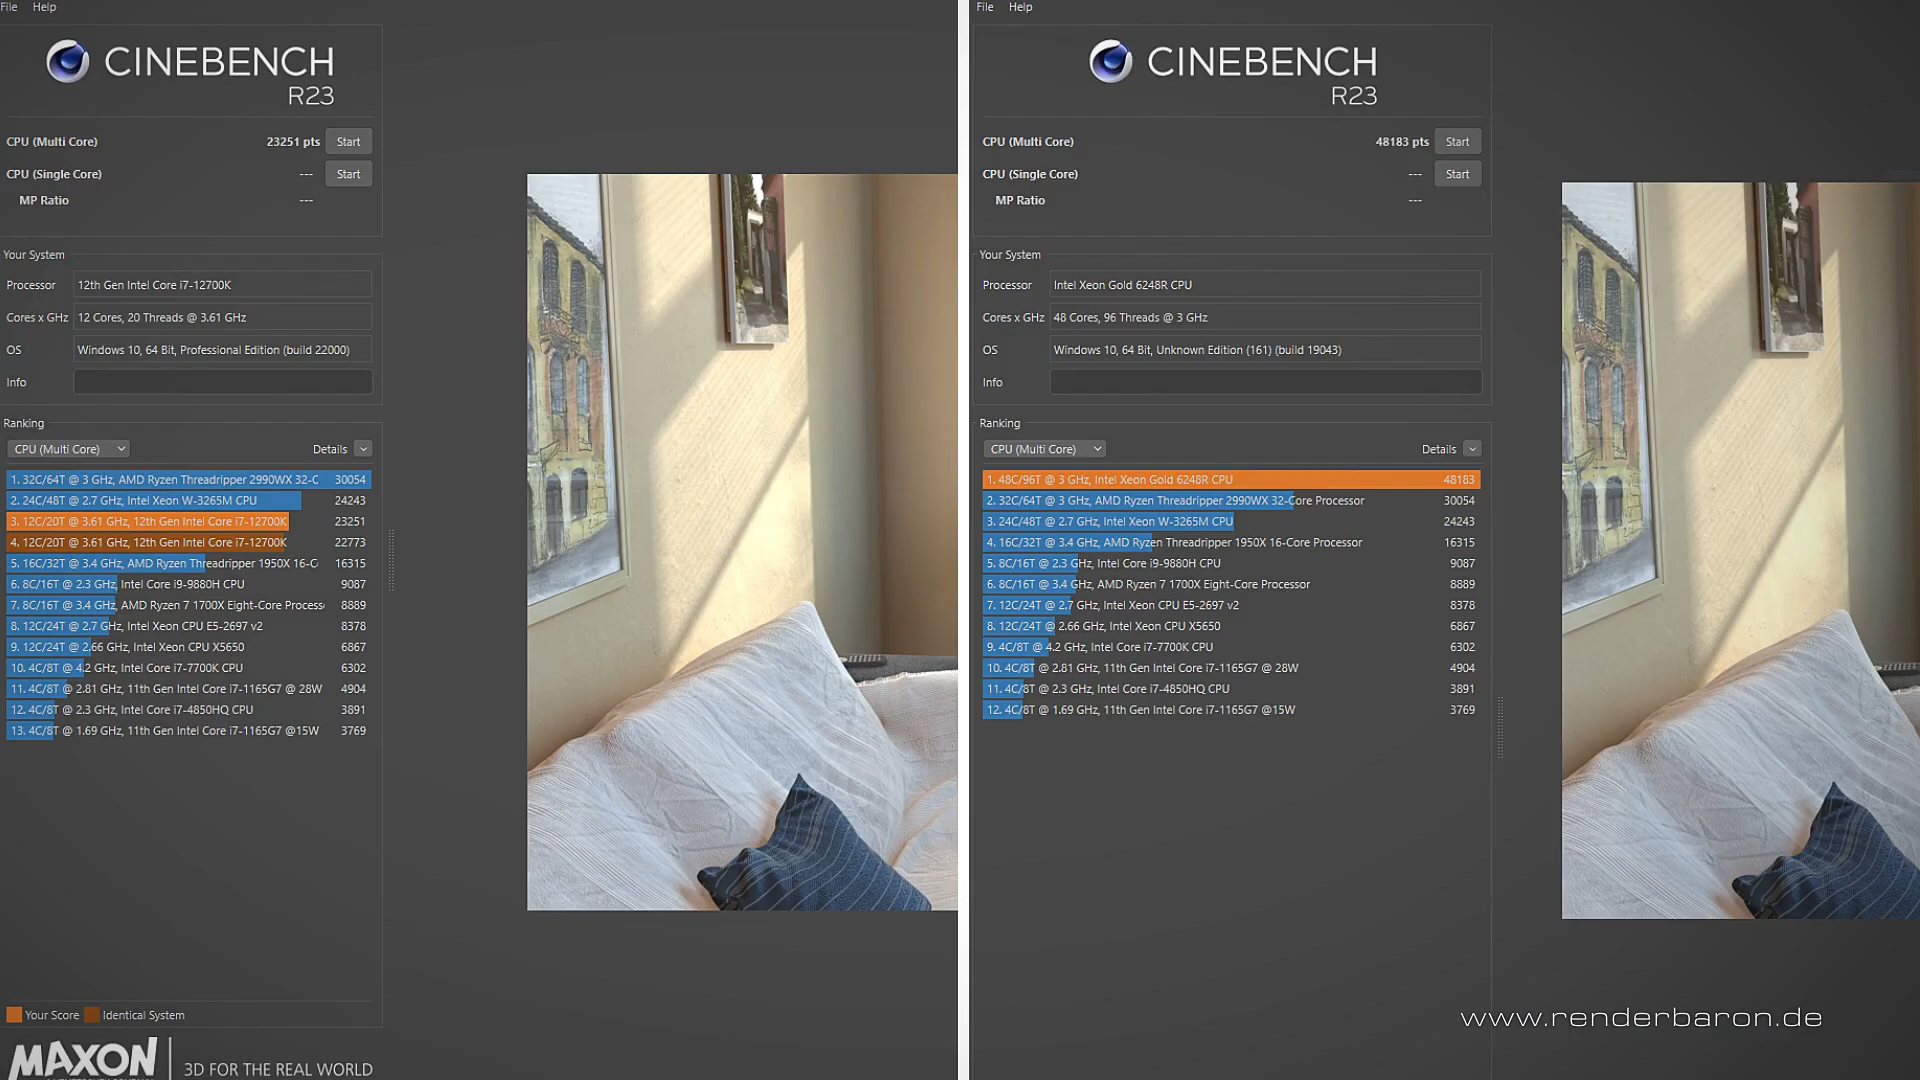 File Help
CINEBENCH
R23
CPU (Multi Core) 23251 pts Start
CPU (Single Core) --- Start
MP Ratio ---
Your System
Processor 12th Gen Intel Core i7-12700K
Cores x GHz 12 Cores, 20 Threads @ 3.61 GHz
OS Windows 10, 64 Bit, Professional Edition (build 22000)
Info
Ranking
CPU (Multi Core) Details
1. 32C/64T @ 3 GHz, AMD Ryzen Threadripper 2990WX 32-C 30054
2. 24C/48T @ 2.7 GHz, Intel Xeon W-3265M CPU 24243
3. 12C/20T @ 3.61 GHz, 12th Gen Intel Core i7-12700K 23251
4. 12C/20T @ 3.61 GHz, 12th Gen Intel Core i7-12700K 22773
5. 16C/32T @ 3.4 GHz, AMD Ryzen Threadripper 1950X 16-C 16315
6. 8C/16T @ 2.3 GHz, Intel Core i9-9880H CPU 9087
7. 8C/16T @ 3.4 GHz, AMD Ryzen 7 1700X Eight-Core Process 8889
8. 12C/24T @ 2.7 GHz, Intel Xeon CPU E5-2697 v2 8378
9. 12C/24T @ 2.66 GHz, Intel Xeon CPU X5650 6867
10. 4C/8T @ 4.2 GHz, Intel Core i7-7700K CPU 6302
11. 4C/8T @ 2.81 GHz, 11th Gen Intel Core i7-1165G7 @ 28W 4904
12. 4C/8T @ 2.3 GHz, Intel Core i7-4850HQ CPU 3891
13. 4C/8T @ 1.69 GHz, 11th Gen Intel Core i7-1165G7 @15W 3769
Your Score Identical System
MAXON 3D FOR THE REAL WORLD
File Help
CINEBENCH
R23
CPU (Multi Core) 48183 pts Start
CPU (Single Core) --- Start
MP Ratio ---
Your System
Processor Intel Xeon Gold 6248R CPU
Cores x GHz 48 Cores, 96 Threads @ 3 GHz
OS Windows 10, 64 Bit, Unknown Edition (161) (build 19043)
Info
Ranking
CPU (Multi Core) Details
1. 48C/96T @ 3 GHz, Intel Xeon Gold 6248R CPU 48183
2. 32C/64T @ 3 GHz, AMD Ryzen Threadripper 2990WX 32-Core Processor 30054
3. 24C/48T @ 2.7 GHz, Intel Xeon W-3265M CPU 24243
4. 16C/32T @ 3.4 GHz, AMD Ryzen Threadripper 1950X 16-Core Processor 16315
5. 8C/16T @ 2.3 GHz, Intel Core i9-9880H CPU 9087
6. 8C/16T @ 3.4 GHz, AMD Ryzen 7 1700X Eight-Core Processor 8889
7. 12C/24T @ 2.7 GHz, Intel Xeon CPU E5-2697 v2 8378
8. 12C/24T @ 2.66 GHz, Intel Xeon CPU X5650 6867
9. 4C/8T @ 4.2 GHz, Intel Core i7-7700K CPU 6302
10. 4C/8T @ 2.81 GHz, 11th Gen Intel Core i7-1165G7 @ 28W 4904
11. 4C/8T @ 2.3 GHz, Intel Core i7-4850HQ CPU 3891
12. 4C/8T @ 1.69 GHz, 11th Gen Intel Core i7-1165G7 @15W 3769
www.renderbaron.de